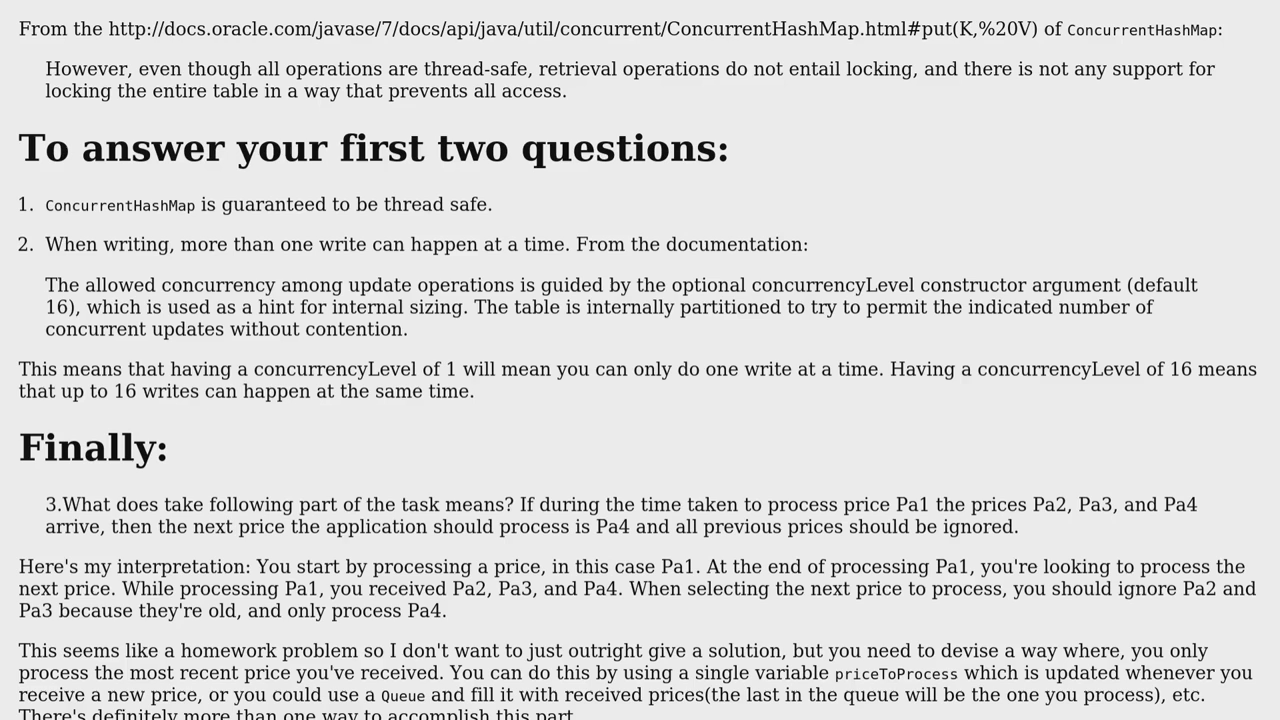 From the http://docs.oracle.com/javase/7/docs/api/java/util/concurrent/ConcurrentHashMap.html#put(K,%20V) of ConcurrentHashMap:
However, even though all operations are thread-safe, retrieval operations do not entail locking, and there is not any support for
locking the entire table in a way that prevents all access.
To answer your first two questions:
1. ConcurrentHashMap is guaranteed to be thread safe.
2. When writing, more than one write can happen at a time. From the documentation:
The allowed concurrency among update operations is guided by the optional concurrencyLevel constructor argument (default
16), which is used as a hint for internal sizing. The table is internally partitioned to try to permit the indicated number of
concurrent updates without contention.
This means that having a concurrencyLevel of 1 will mean you can only do one write at a time. Having a concurrencyLevel of 16 means
that up to 16 writes can happen at the same time.
Finally:
3.What does take following part of the task means? If during the time taken to process price Pa1 the prices Pa2, Pa3, and Pa4
arrive, then the next price the application should process is Pa4 and all previous prices should be ignored.
Here's my interpretation: You start by processing a price, in this case Pa1. At the end of processing Pa1, you're looking to process the
next price. While processing Pa1, you received Pa2, Pa3, and Pa4. When selecting the next price to process, you should ignore Pa2 and
Pa3 because they're old, and only process Pa4.
This seems like a homework problem so I don't want to just outright give a solution, but you need to devise a way where, you only
process the most recent price you've received. You can do this by using a single variable priceToProcess which is updated whenever you
receive a new price, or you could use a Queue and fill it with received prices(the last in the queue will be the one you process), etc.
There's definitely more than one way to accomplish this part.